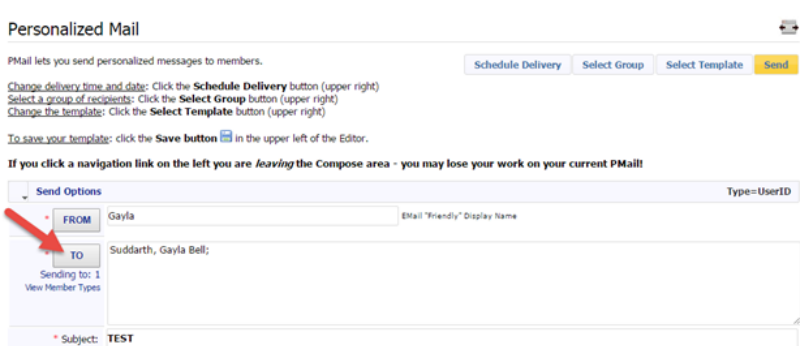 Personalized Mail
PMail lets you send personalized messages to members.
Schedule Delivery Select Group Select Template Send
Change delivery time and date: Click the Schedule Delivery button (upper right)
Select a group of recipients: Click the Select Group button (upper right)
Change the template: Click the Select Template button (upper right)
To save your template: click the Save button in the upper left of the Editor.
If you click a navigation link on the left you are leaving the Compose area - you may lose your work on your current PMail!
Send Options Type=UserID
* FROM Gayla EMail "Friendly" Display Name
* TO Suddarth, Gayla Bell;
Sending to: 1
View Member Types
* Subject: TEST